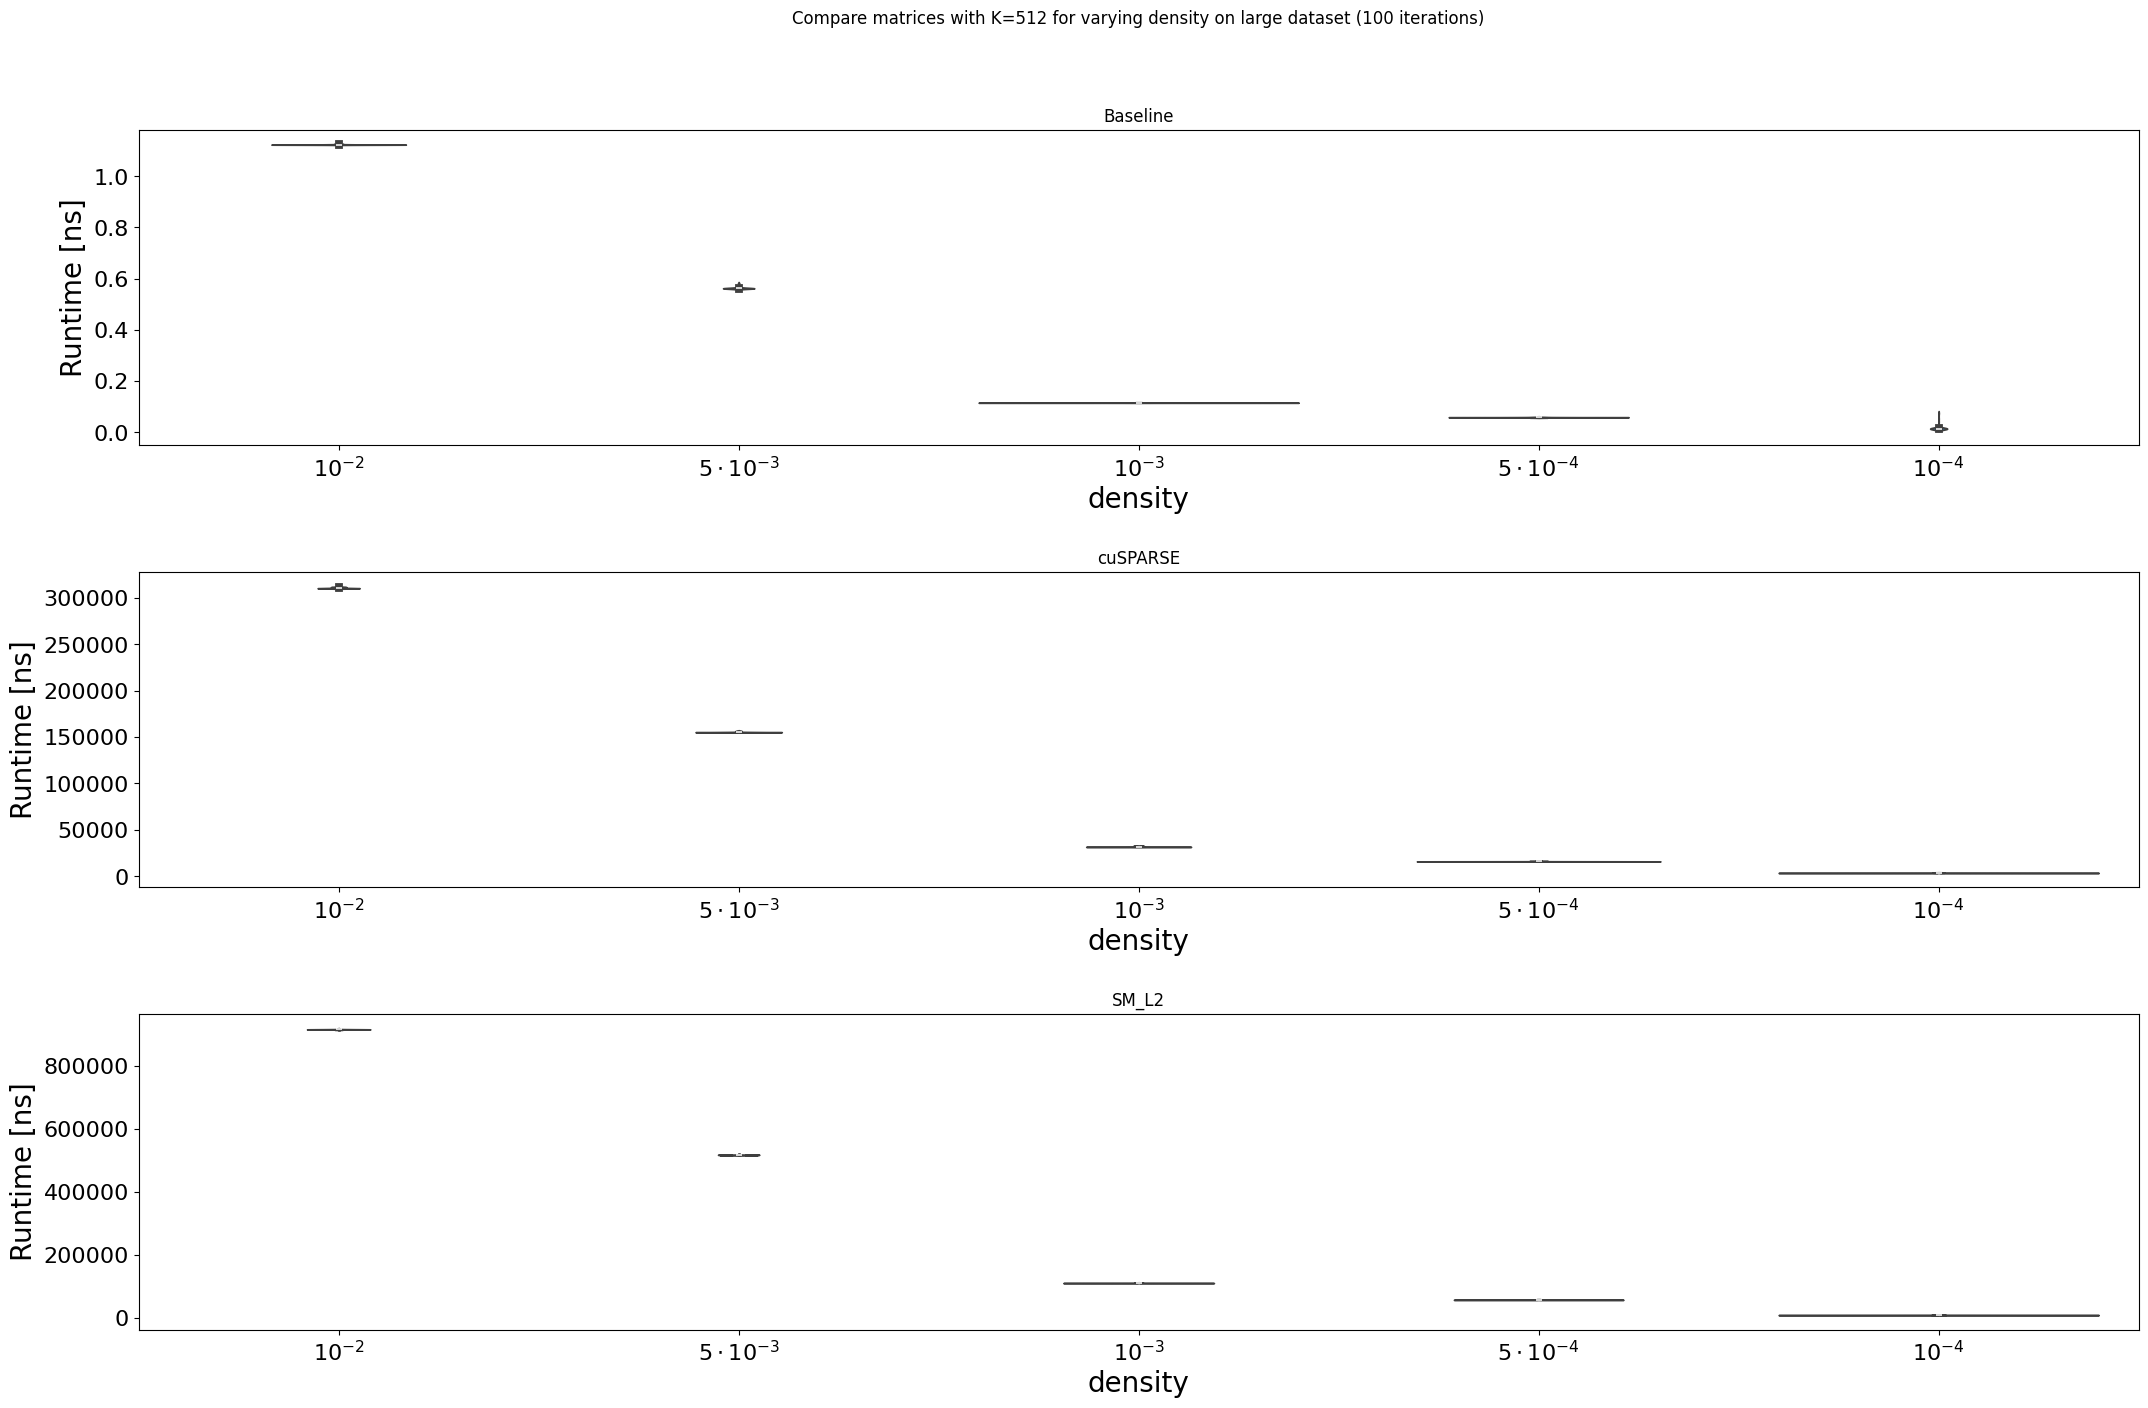 Compare matrices with K=512 for varying density on large dataset (100 iterations)
Baseline
Runtime [ns]
1.0
0.8
0.6
0.4
0.2
0.0
10⁻² 5·10⁻³ 10⁻³ 5·10⁻⁴ 10⁻⁴
density
cuSPARSE
Runtime [ns]
300000
250000
200000
150000
100000
50000
0
10⁻² 5·10⁻³ 10⁻³ 5·10⁻⁴ 10⁻⁴
density
SM_L2
Runtime [ns]
800000
600000
400000
200000
0
10⁻² 5·10⁻³ 10⁻³ 5·10⁻⁴ 10⁻⁴
density